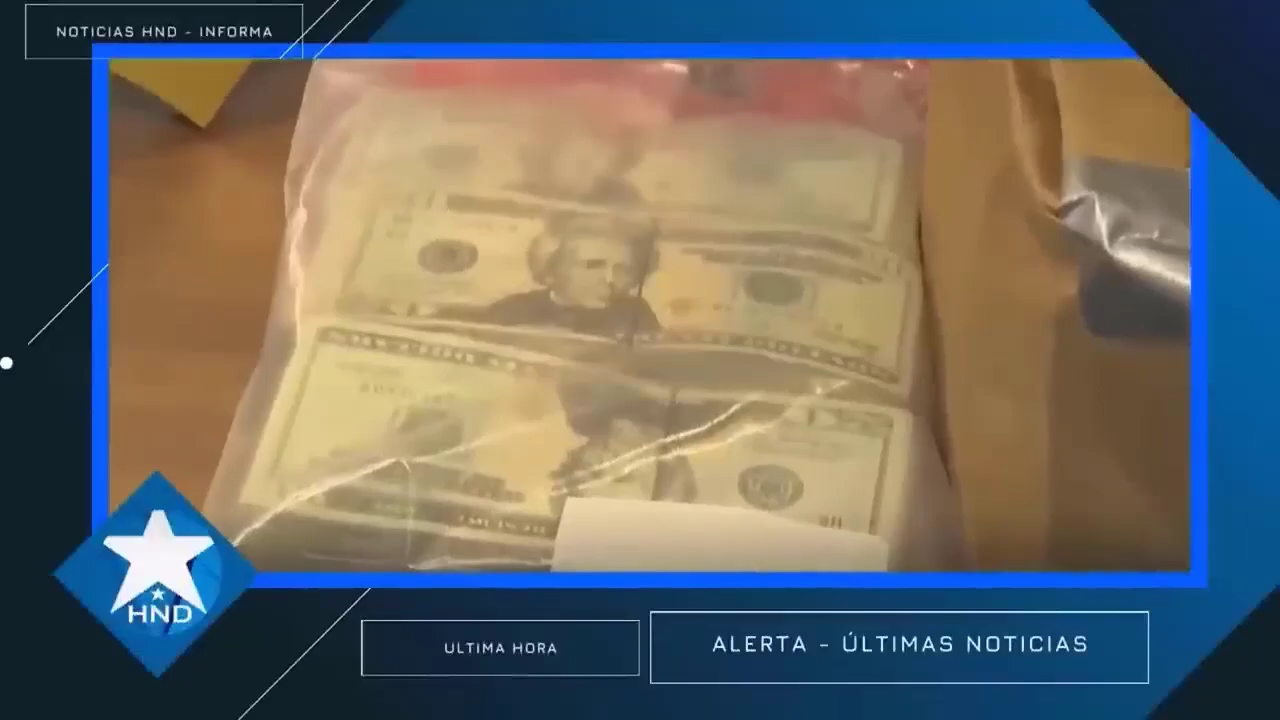 NOTICIAS HND - INFORMA
HND
ULTIMA HORA
ALERTA - ÚLTIMAS NOTICIAS